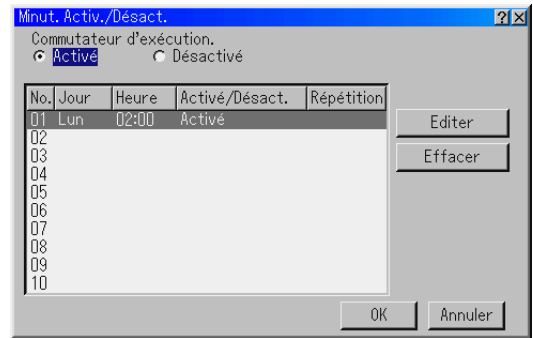 Minut. Activ./Désact.
Commutateur d'exécution.
Activé Désactivé
No. Jour Heure Activé/Désact. Répétition
01 Lun 02:00 Activé
Editer
02
03
Effacer
04
05
06
07
08
09
10
OK Annuler